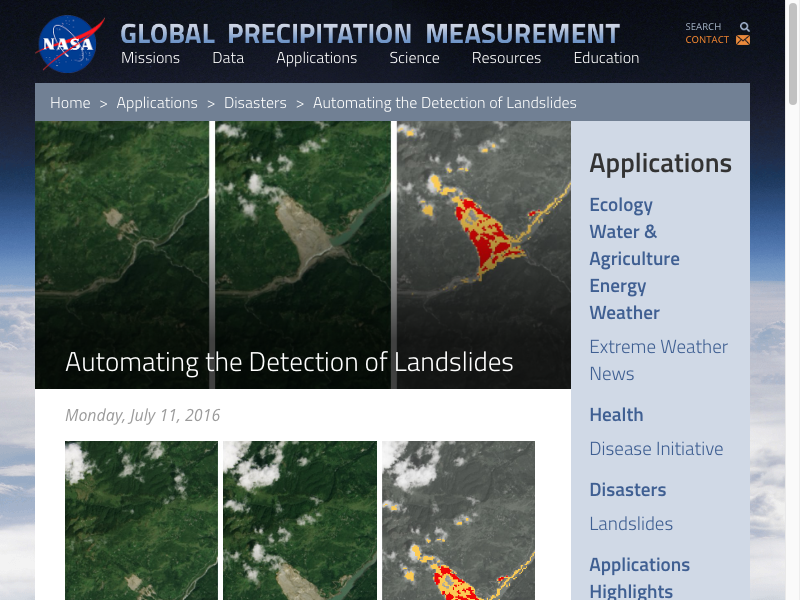 NASA
GLOBAL PRECIPITATION MEASUREMENT
SEARCH
CONTACT
Missions Data Applications Science Resources Education
Home > Applications > Disasters > Automating the Detection of Landslides
Automating the Detection of Landslides
Monday, July 11, 2016
Applications
Ecology
Water &
Agriculture
Energy
Weather
Extreme Weather
News
Health
Disease Initiative
Disasters
Landslides
Applications
Highlights